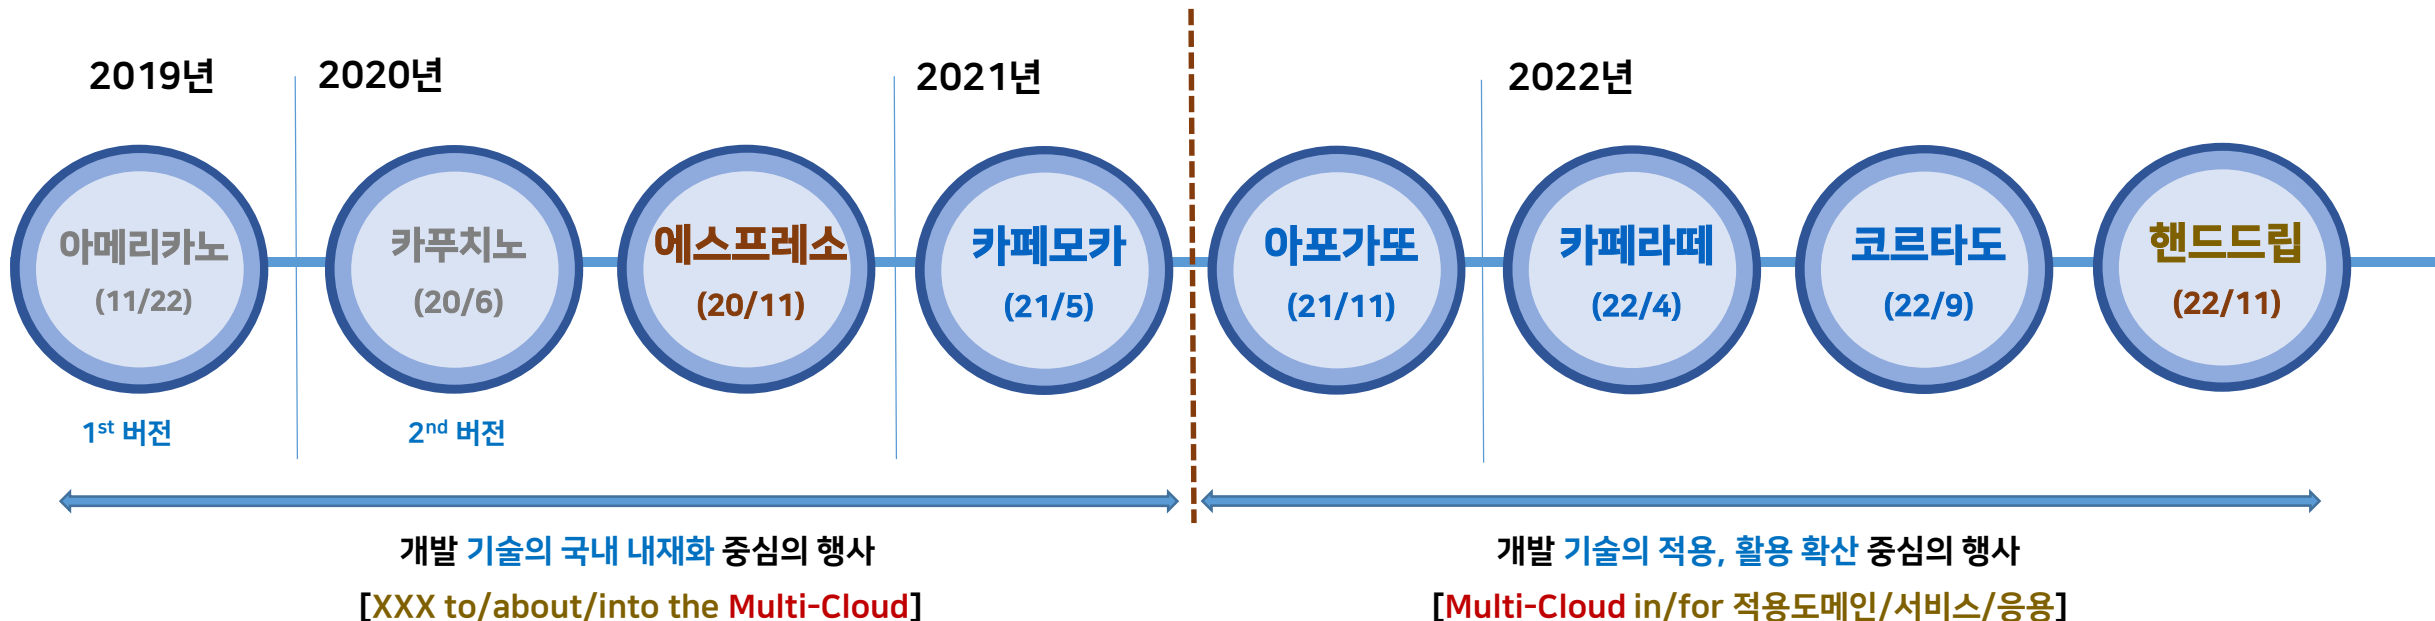 2019년
2020년
2021년
2022년
아메리카노
(11/22)
카푸치노
(20/6)
에스프레소
(20/11)
카페모카
(21/5)
아포가또
(21/11)
카페라떼
(22/4)
코르타도
(22/9)
핸드드립
(22/11)
1st 버전
2nd 버전
개발 기술의 국내 내재화 중심의 행사
[XXX to/about/into the Multi-Cloud]
개발 기술의 적용, 활용 확산 중심의 행사
[Multi-Cloud in/for 적용도메인/서비스/응용]